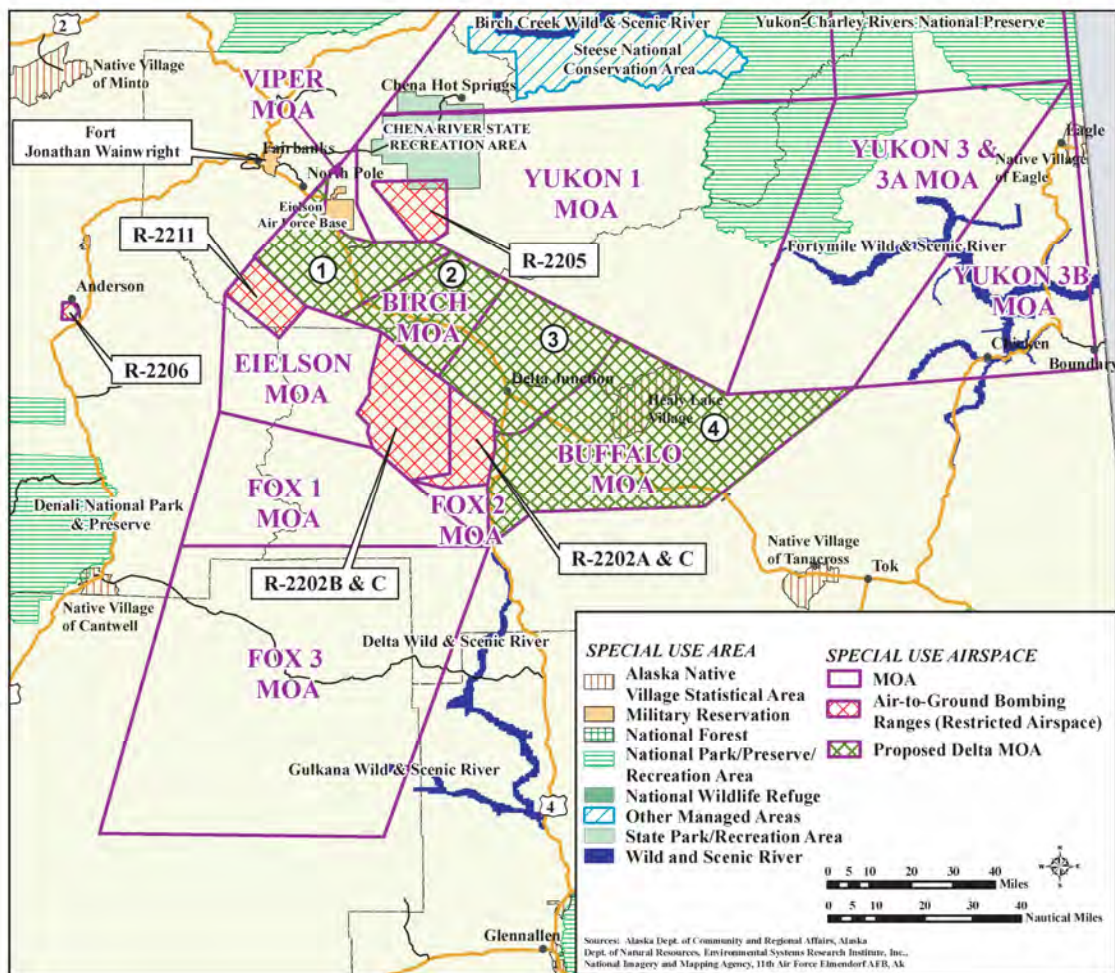 2
Birch Creek Wild & Scenic River
Yukon-Charley Rivers National Preserve
Steese National
Conservation Area
Native Village
of Minto
VIPER
MOA
Chena Hot Springs
CHENA RIVER STATE
RECREATION AREA
Fort
Jonathan Wainwright
Fairbanks
North Pole
Eielson
Air Force Base
YUKON 1
MOA
YUKON 3 &
3A MOA
Eagle
Native Village
of Eagle
R-2211
R-2205
Fortymile Wild & Scenic River
YUKON 3B
MOA
1
2
BIRCH
MOA
3
Anderson
R-2206
EIELSON
MOA
Chicken
Boundary
Delta Junction
Healy Lake
Village
4
BUFFALO
MOA
FOX 1
MOA
FOX 2
MOA
Denali National Park
& Preserve
R-2202B & C
R-2202A & C
Native Village
of Tanacross
Tok
Native Village
of Cantwell
Delta Wild & Scenic River
FOX 3
MOA
Gulkana Wild & Scenic River
4
Glennallen
SPECIAL USE AREA
Alaska Native
Village Statistical Area
Military Reservation
National Forest
National Park/Preserve/
Recreation Area
National Wildlife Refuge
Other Managed Areas
State Park/Recreation Area
Wild and Scenic River
SPECIAL USE AIRSPACE
MOA
Air-to-Ground Bombing
Ranges (Restricted Airspace)
Proposed Delta MOA
N
W
E
S
0 5 10 20 30 40
Miles
0 5 10 20 30 40
Nautical Miles
Sources: Alaska Dept. of Community and Regional Affairs, Alaska
Dept. of Natural Resources, Environmental Systems Research Institute, Inc.,
National Imagery and Mapping Agency, 11th Air Force Elmendorf AFB, Ak